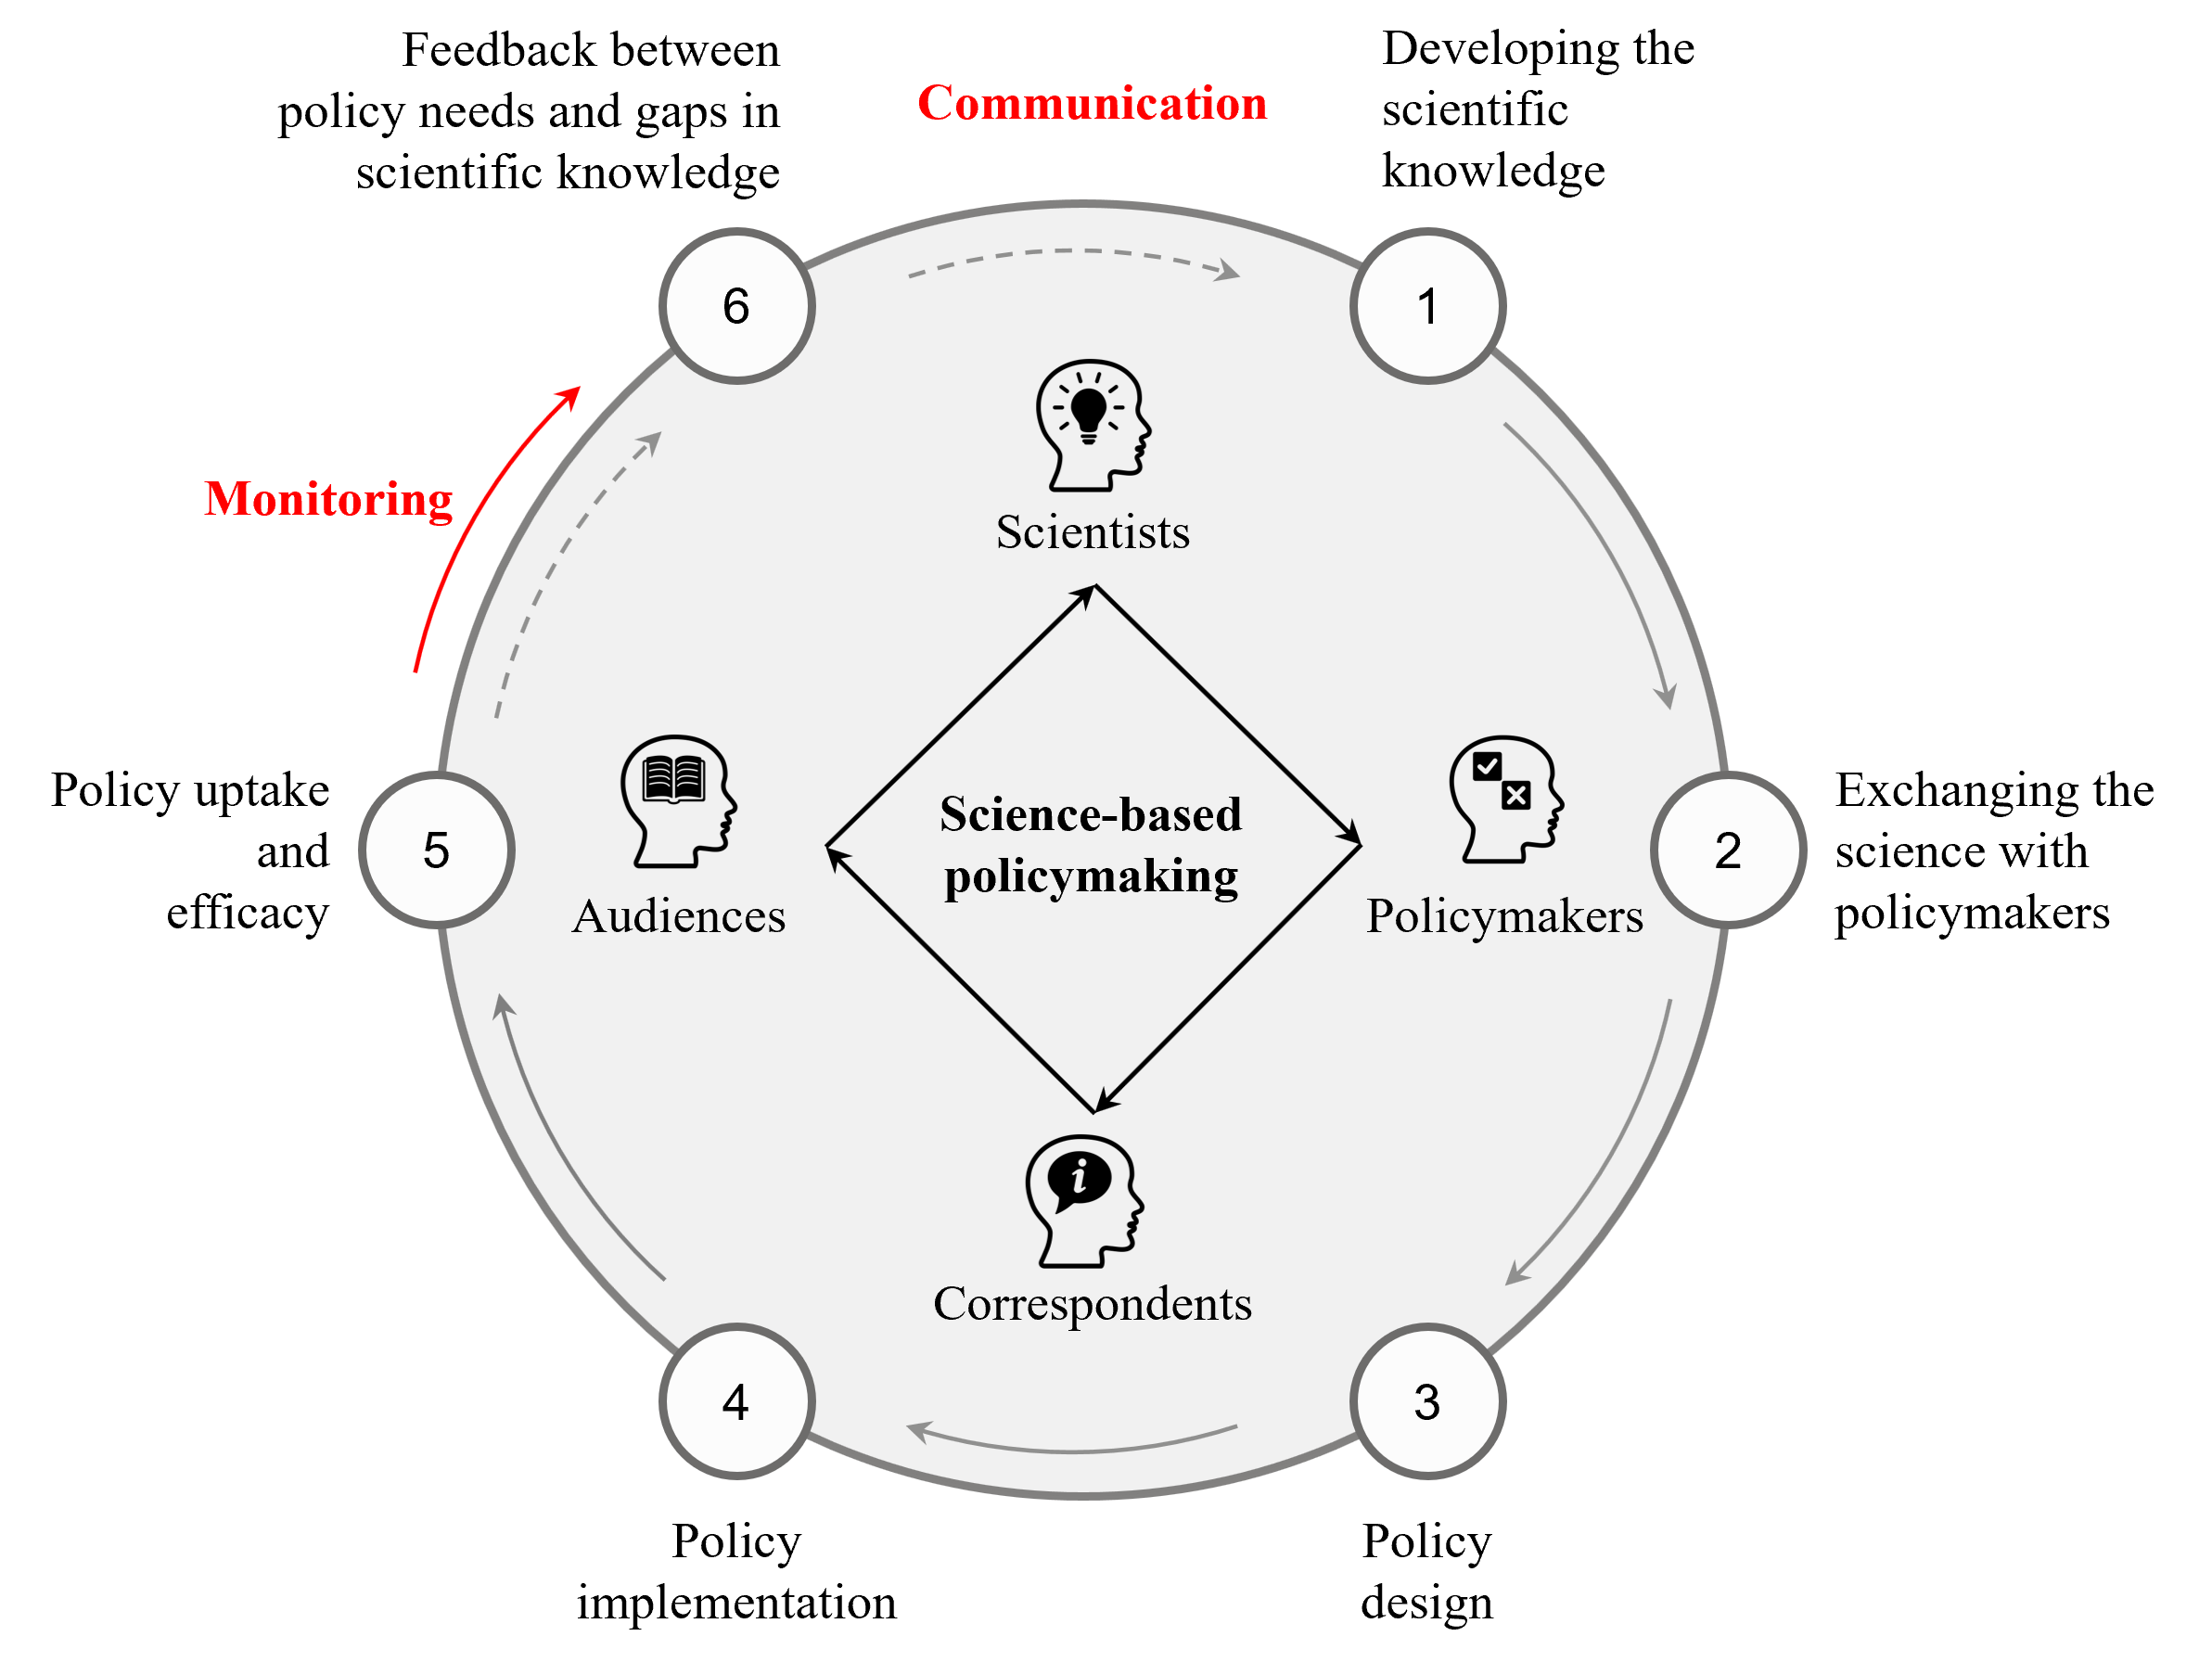 Feedback between
policy needs and gaps in
scientific knowledge
Communication
Developing the
scientific
knowledge
6
1
Monitoring
Scientists
Policy uptake
and
efficacy
5
Audiences
Science-based
policymaking
Policymakers
2
Exchanging the
science with
policymakers
i
Correspondents
4
3
Policy
implementation
Policy
design